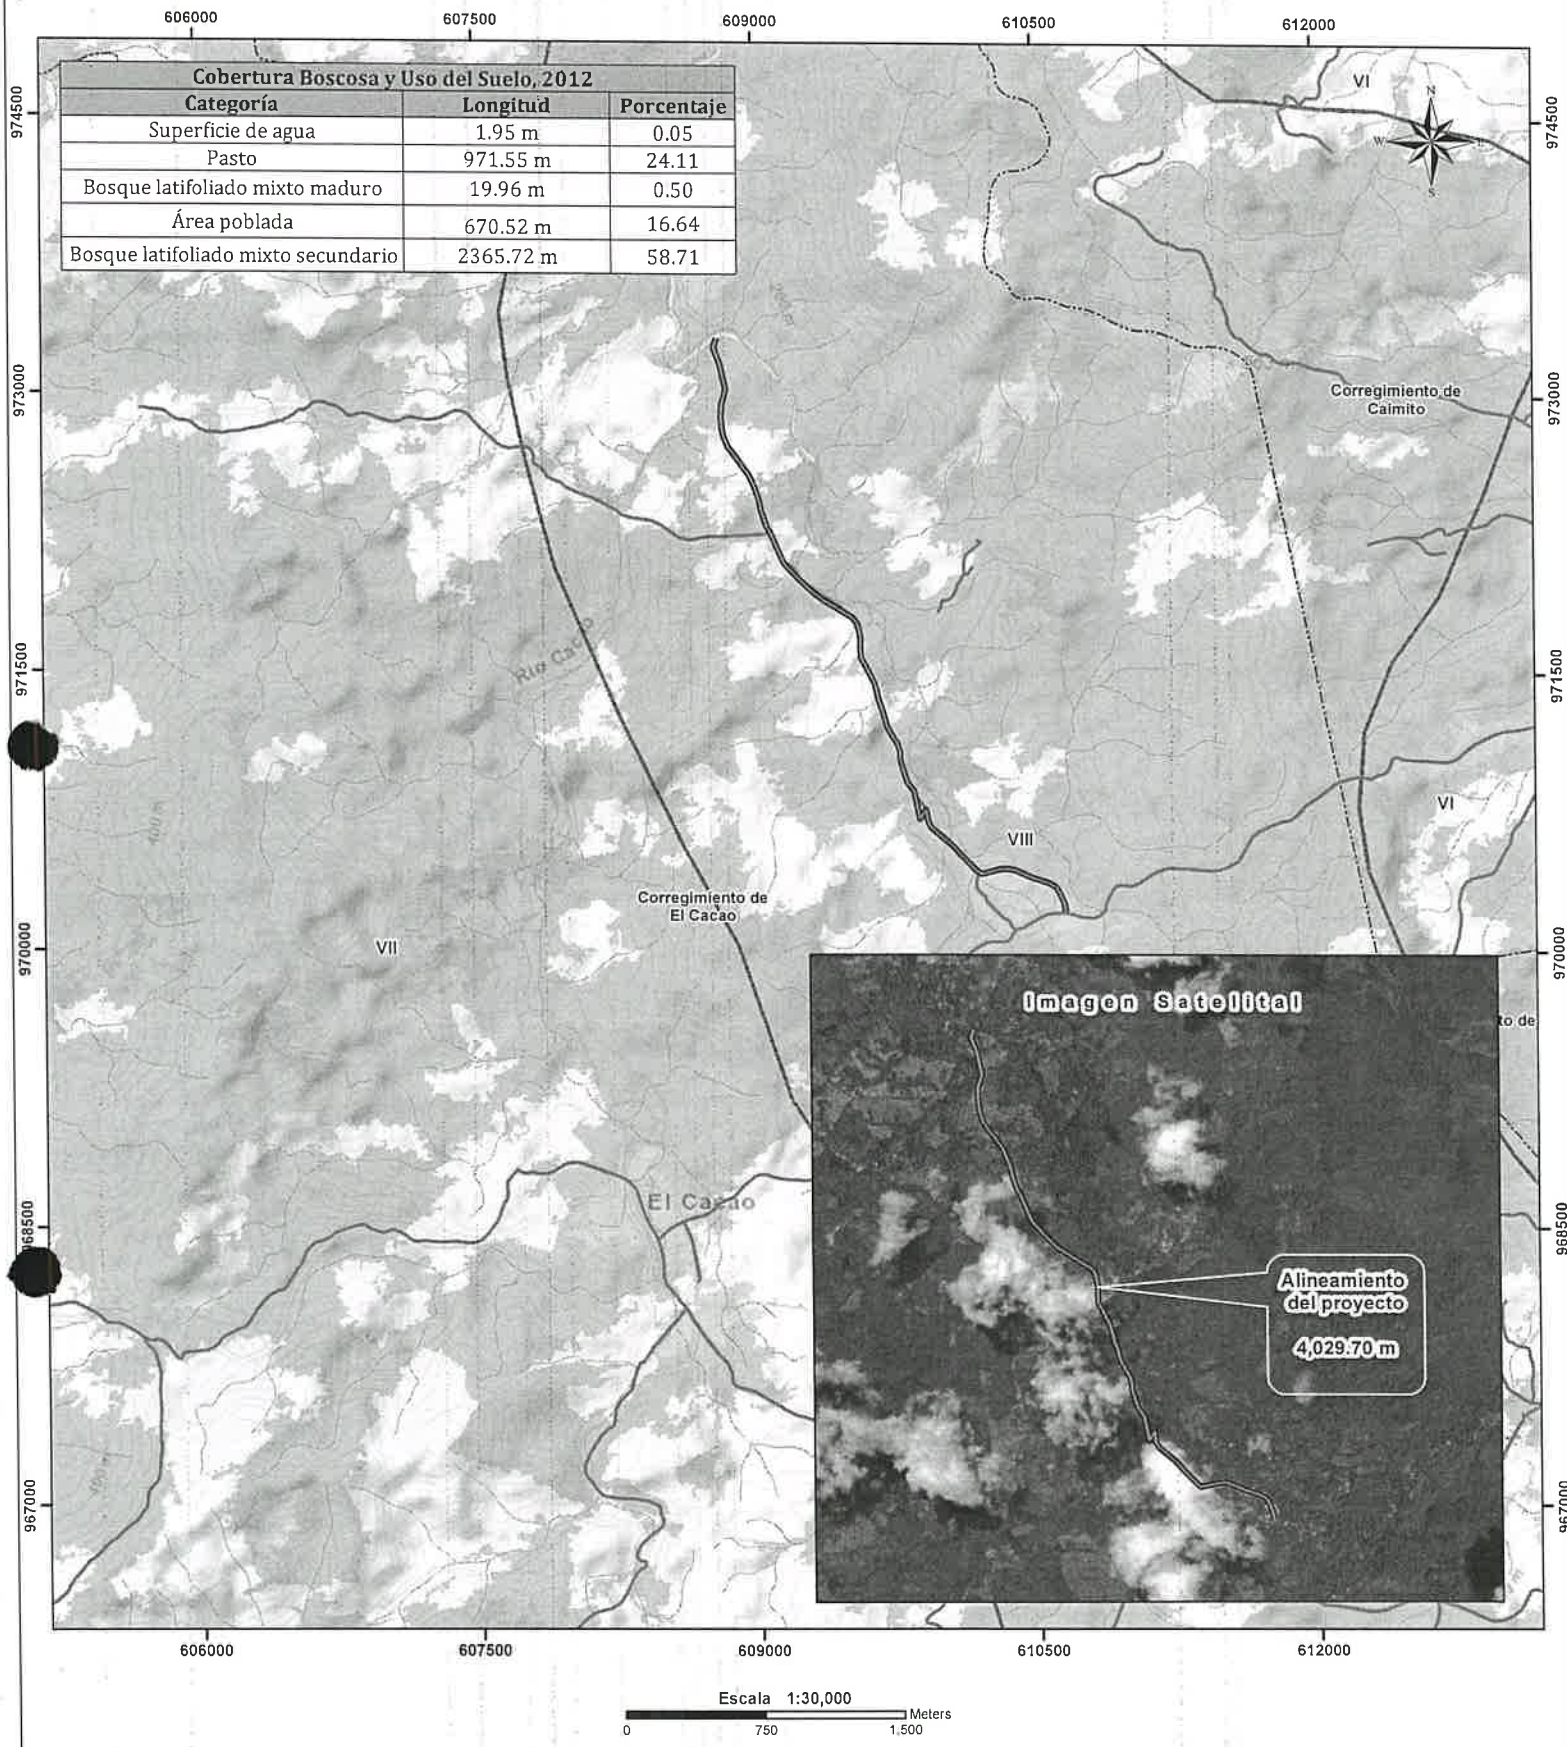 606000 607500 609000 610500 612000
Cobertura Boscosa y Uso del Suelo, 2012
Categoría Longitud Porcentaje
Superficie de agua 1.95 m 0.05
Pasto 971.55 m 24.11
Bosque latifoliado mixto maduro 19.96 m 0.50
Área poblada 670.52 m 16.64
Bosque latifoliado mixto secundario 2365.72 m 58.71
VI
N
W E
S
974500
974500
973000
973000
Corregimiento de
Caimito
971500
971500
Río Cacao
400 m
VI
VIII
Corregimiento de
El Cacao
VII
970000
970000
Imagen Satelital
to de
El Cacao
968500
968500
Alineamiento
del proyecto
4,029.70 m
967000
967000
606000 607500 609000 610500 612000
Escala 1:30,000
Meters
0 750 1,500